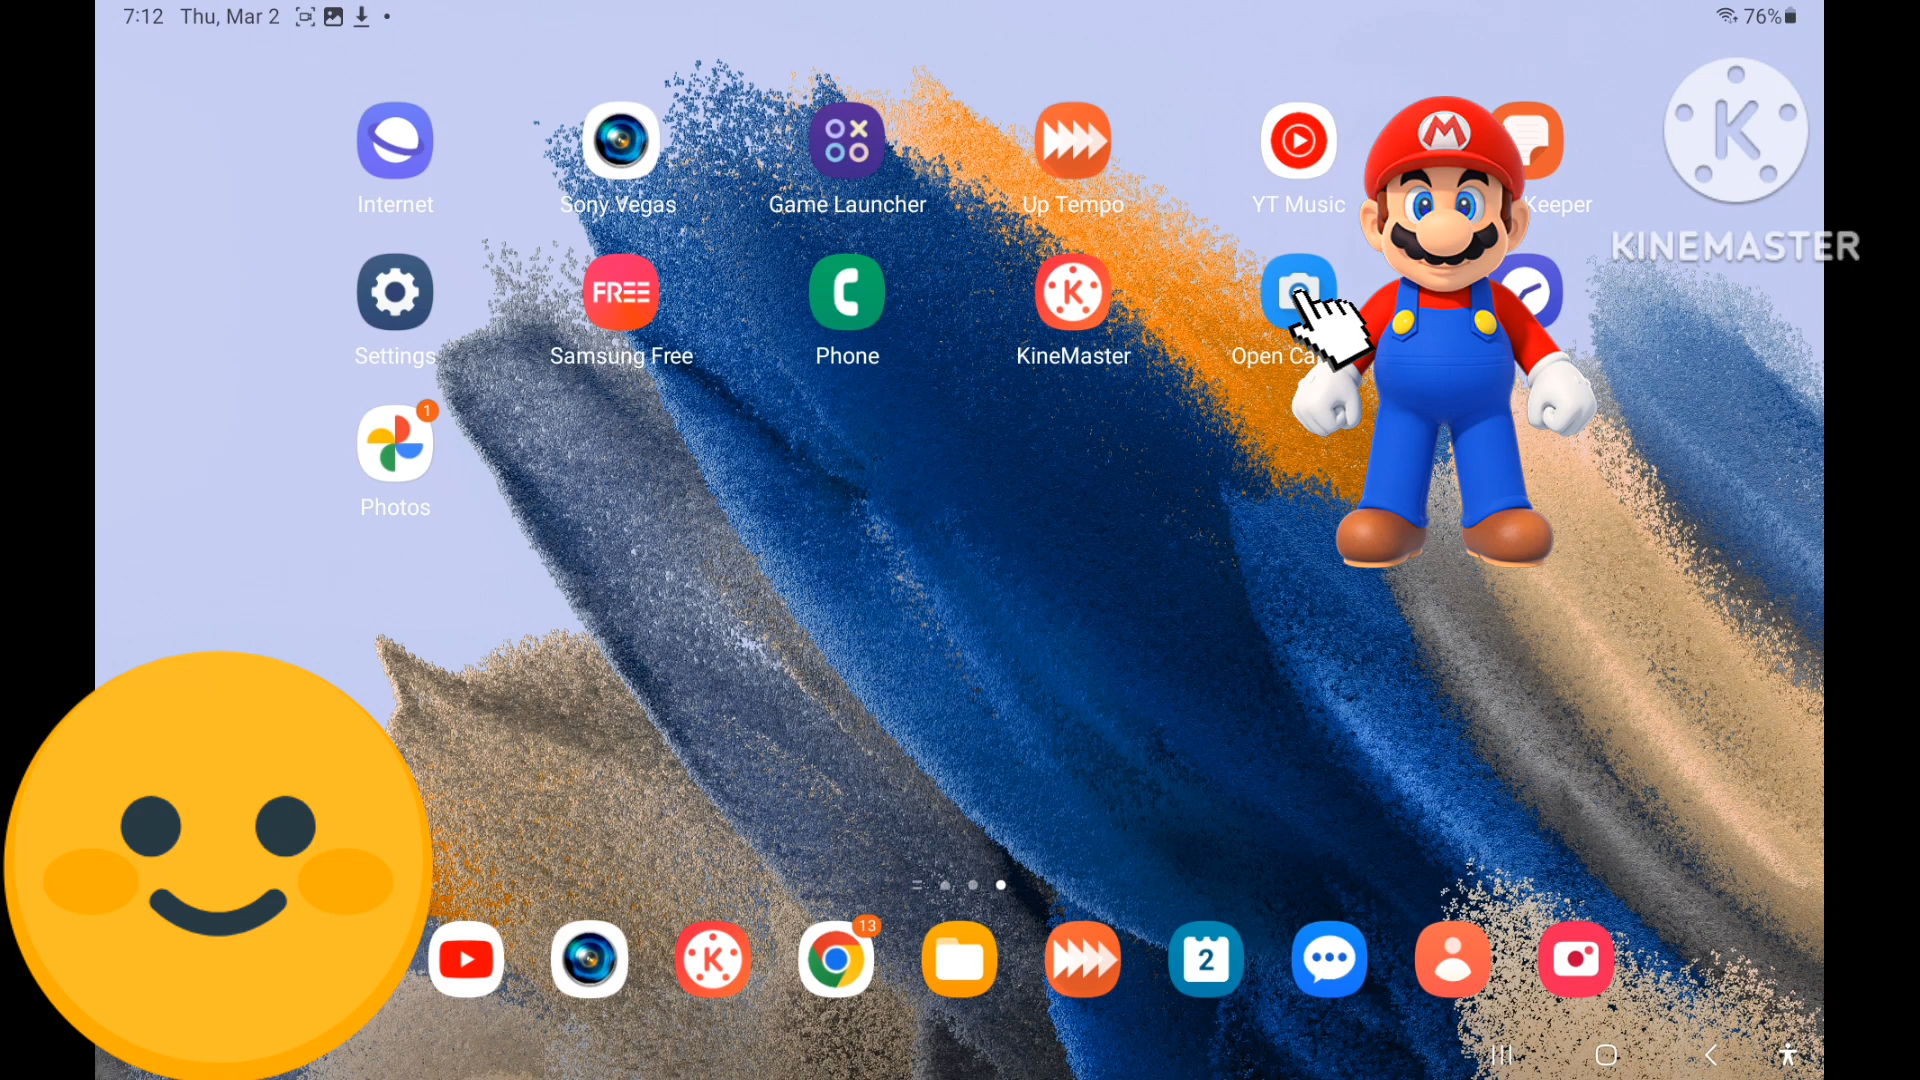 7:12 Thu, Mar 2
76%
KINEMASTER
Internet
Sony Vegas
Game Launcher
Up Tempo
YT Music
Keeper
FREE
Settings
Samsung Free
Phone
KineMaster
Open Ca
1
Photos
13
2